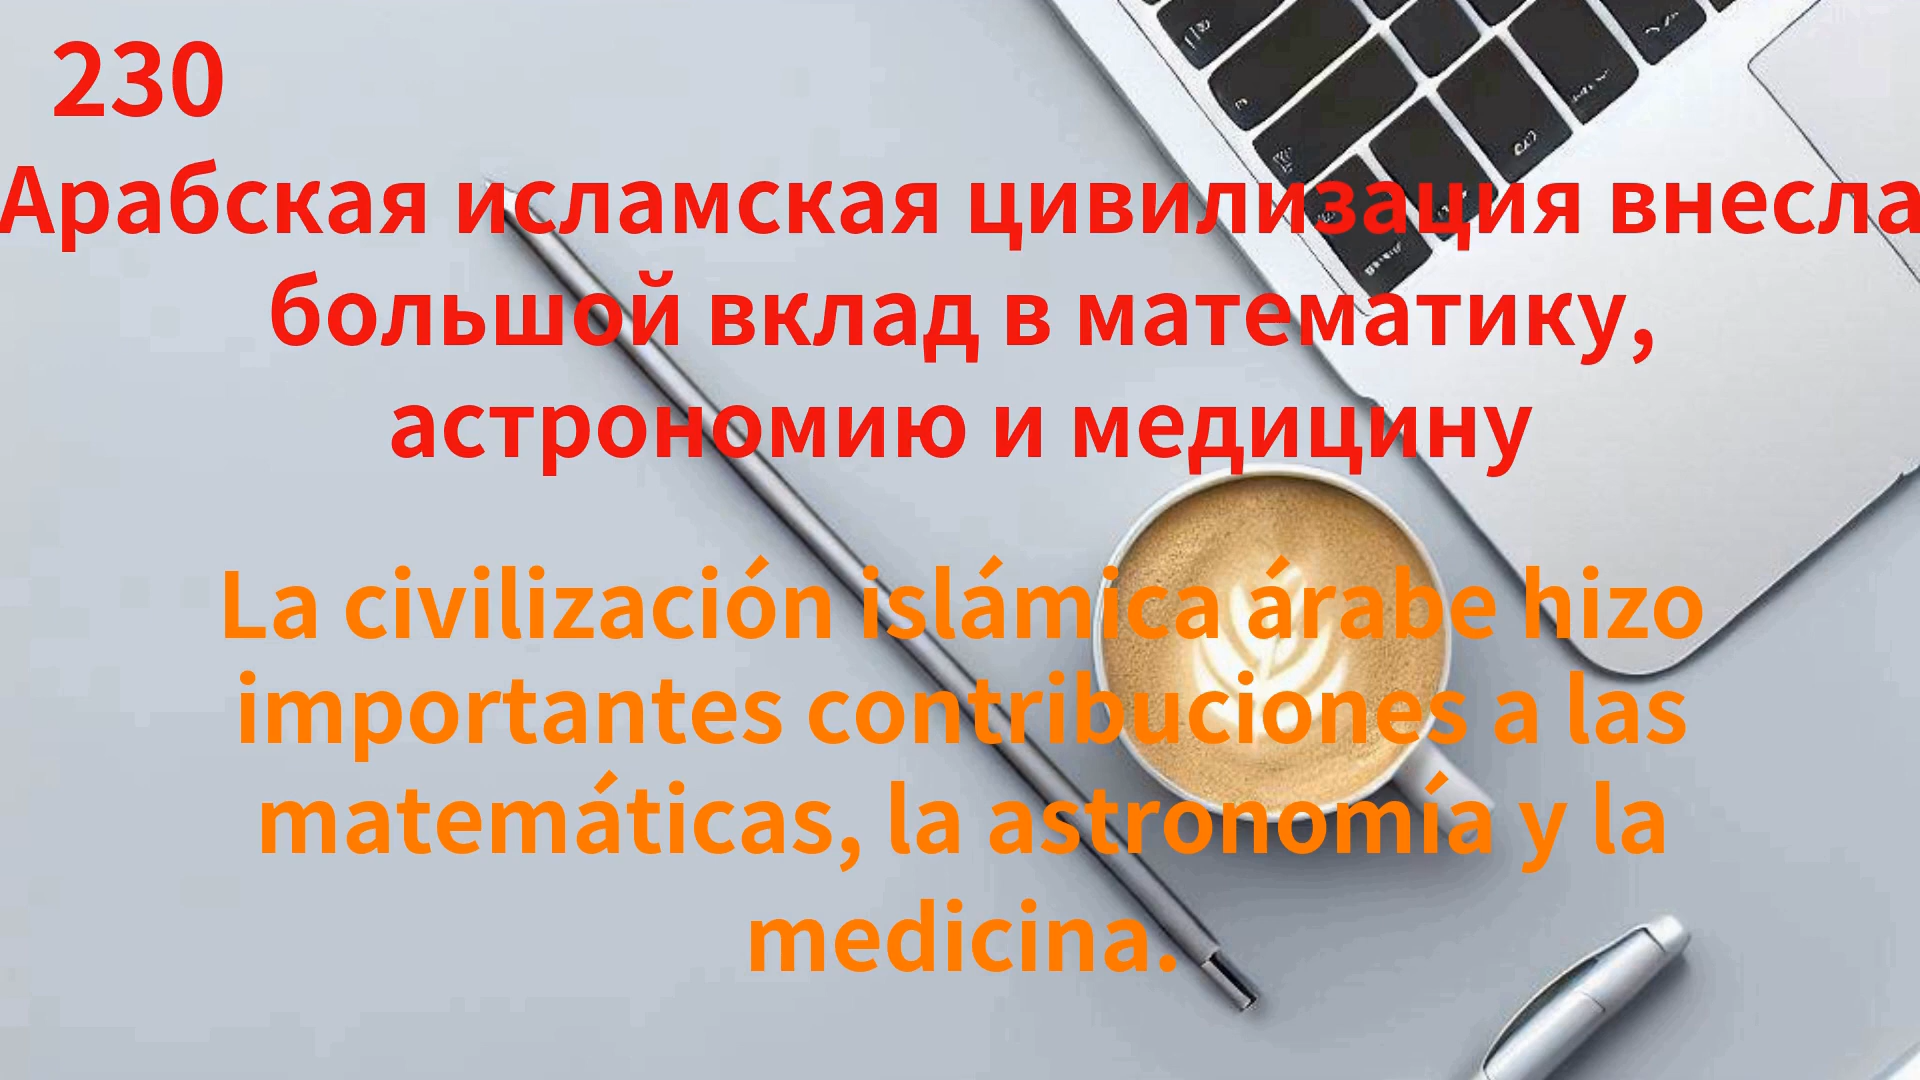 230
Арабская исламская цивилизация внесла
большой вклад в математику,
астрономию и медицину
La civilización islámica árabe hizo
importantes contribuciones a las
matemáticas, la astronomía y la
medicina.